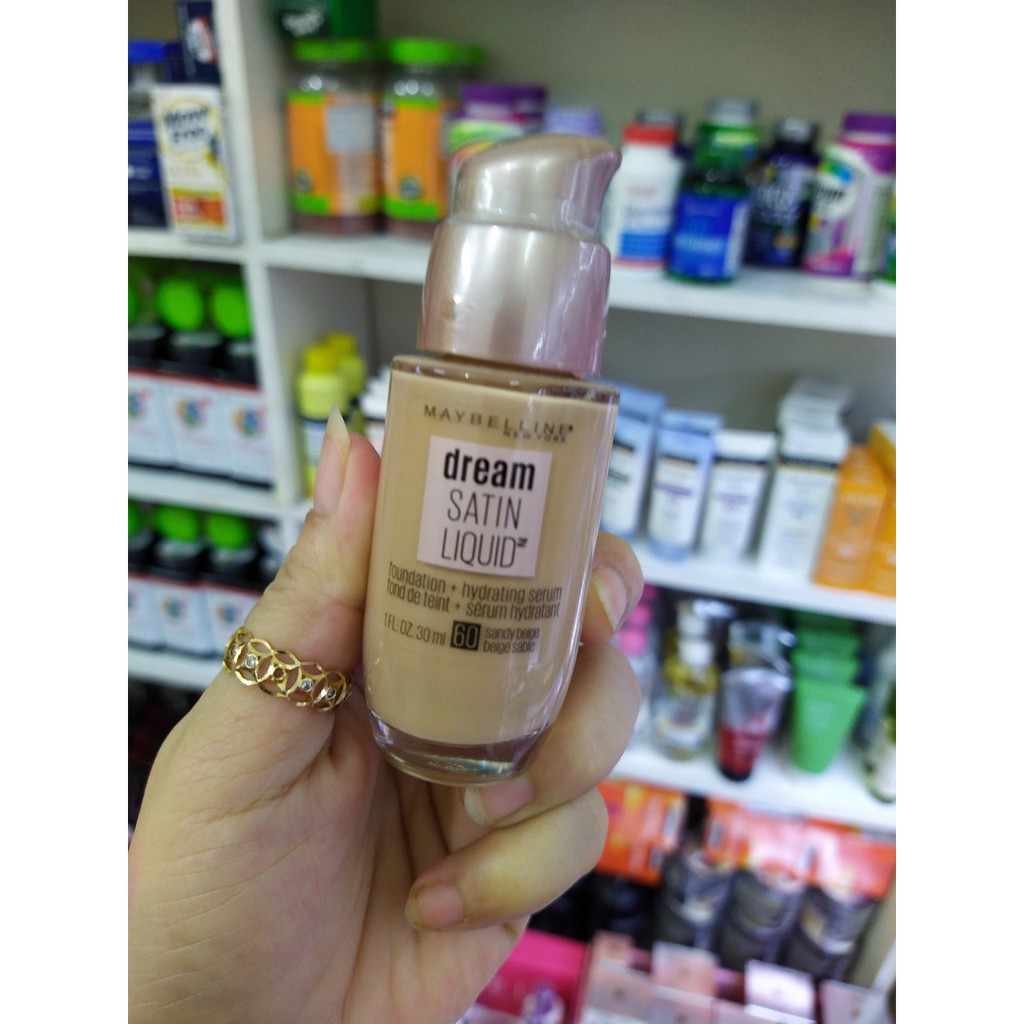 MAYBELLINE®
NEW YORK
dream
SATIN
LIQUID
foundation + hydrating serum
fond de teint + sérum hydratant
1 FL. OZ. 30 ml 60 sandy beige
beige sable